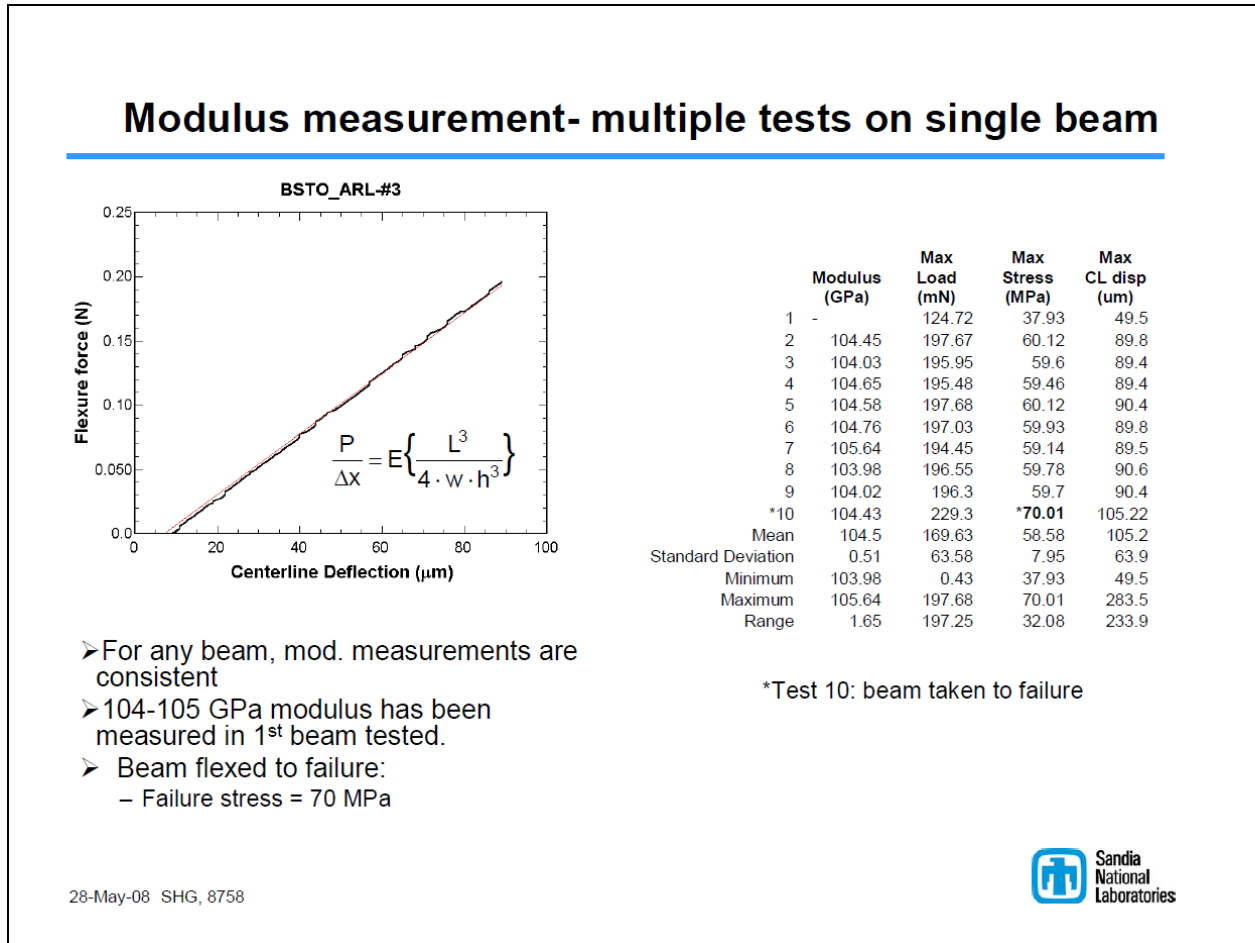 Modulus measurement- multiple tests on single beam
BSTO_ARL-#3
0.25
0.20
0.15
0.10
0.050
0.0
0 20 40 60 80 100
Flexure force (N)
Centerline Deflection (μm)
P/Δx = E{L³/4 · w · h³}
Modulus (GPa) Max Load (mN) Max Stress (MPa) Max CL disp (um)
1 - 124.72 37.93 49.5
2 104.45 197.67 60.12 89.8
3 104.03 195.95 59.6 89.4
4 104.65 195.48 59.46 89.4
5 104.58 197.68 60.12 90.4
6 104.76 197.03 59.93 89.8
7 105.64 194.45 59.14 89.5
8 103.98 196.55 59.78 90.6
9 104.02 196.3 59.7 90.4
*10 104.43 229.3 *70.01 105.22
Mean 104.5 169.63 58.58 105.2
Standard Deviation 0.51 63.58 7.95 63.9
Minimum 103.98 0.43 37.93 49.5
Maximum 105.64 197.68 70.01 283.5
Range 1.65 197.25 32.08 233.9
➢For any beam, mod. measurements are
consistent
➢104-105 GPa modulus has been
measured in 1st beam tested.
➢ Beam flexed to failure:
– Failure stress = 70 MPa
*Test 10: beam taken to failure
28-May-08 SHG, 8758
Sandia
National
Laboratories